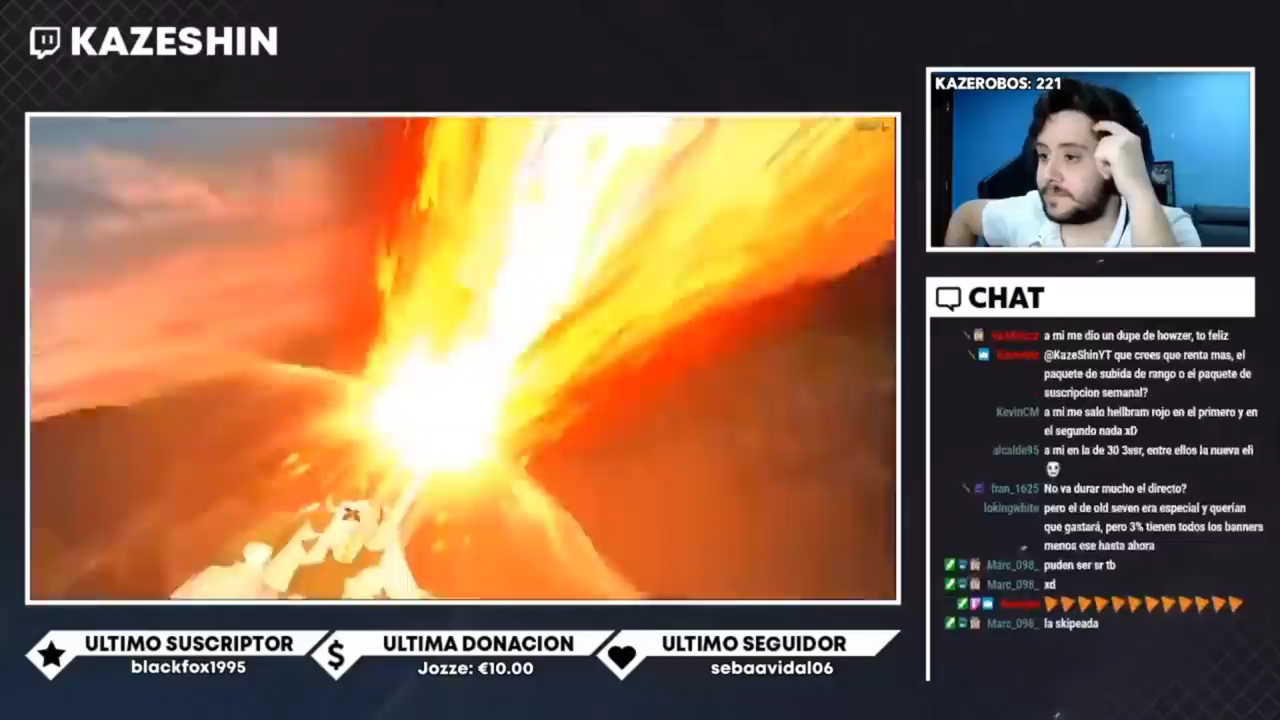 KAZESHIN
KAZEROBOS: 221
CHAT
a mi me dio un dupe de howzer, to feliz
@KazeShinYT que crees que renta mas, el
paquete de subida de rango o el paquete de
suscripcion semanal?
KevinCM a mi me salo hellbram rojo en el primero y en
el segundo nada xD
alcalde95 a mi en la de 30 3ssr, entre ellos la nueva eli
fran_1625 No va durar mucho el directo?
lokingwhite pero el de old seven era especial y querían
que gastará, pero 3% tienen todos los banners
menos ese hasta ahora
Marc_098_ puden ser sr tb
Marc_098_ xd
Marc_098_ la skipeada
ULTIMO SUSCRIPTOR
blackfox1995
ULTIMA DONACION
Jozze: €10.00
ULTIMO SEGUIDOR
sebaavidal06